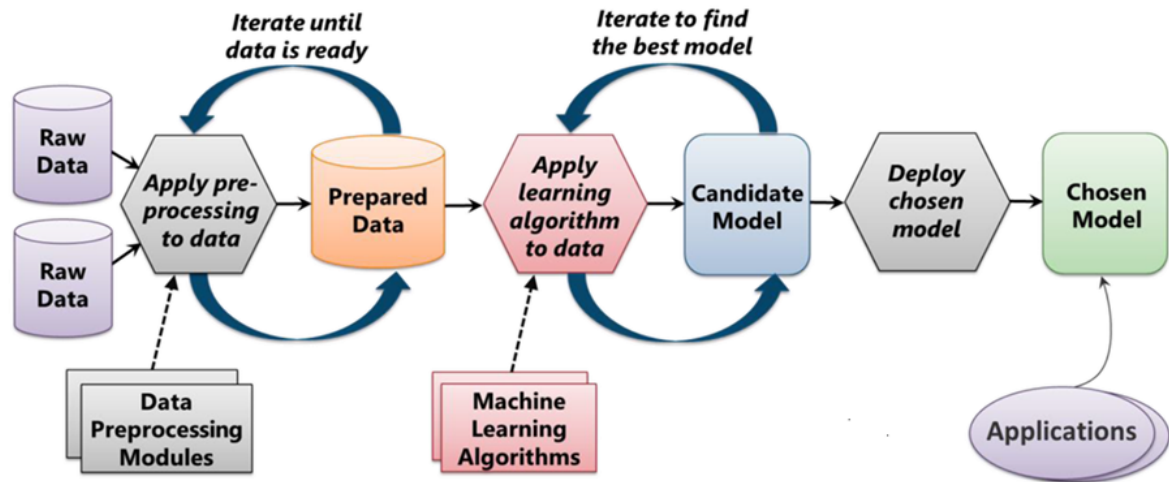 Iterate until
data is ready
Iterate to find
the best model
Raw
Data
Raw
Data
Apply pre-
processing
to data
Prepared
Data
Apply
learning
algorithm
to data
Candidate
Model
Deploy
chosen
model
Chosen
Model
Data
Preprocessing
Modules
Machine
Learning
Algorithms
Applications